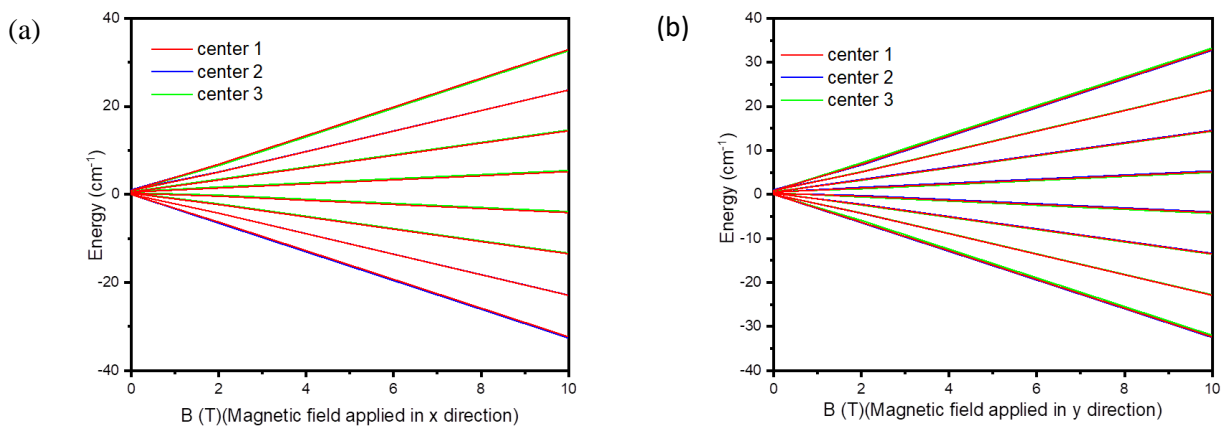 (a)
40
20
0
-20
-40
Energy (cm⁻¹)
center 1
center 2
center 3
0 2 4 6 8 10
B (T)(Magnetic field applied in x direction)
(b)
40
30
20
10
0
-10
-20
-30
-40
Energy (cm⁻¹)
center 1
center 2
center 3
0 2 4 6 8 10
B (T)(Magnetic field applied in y direction)